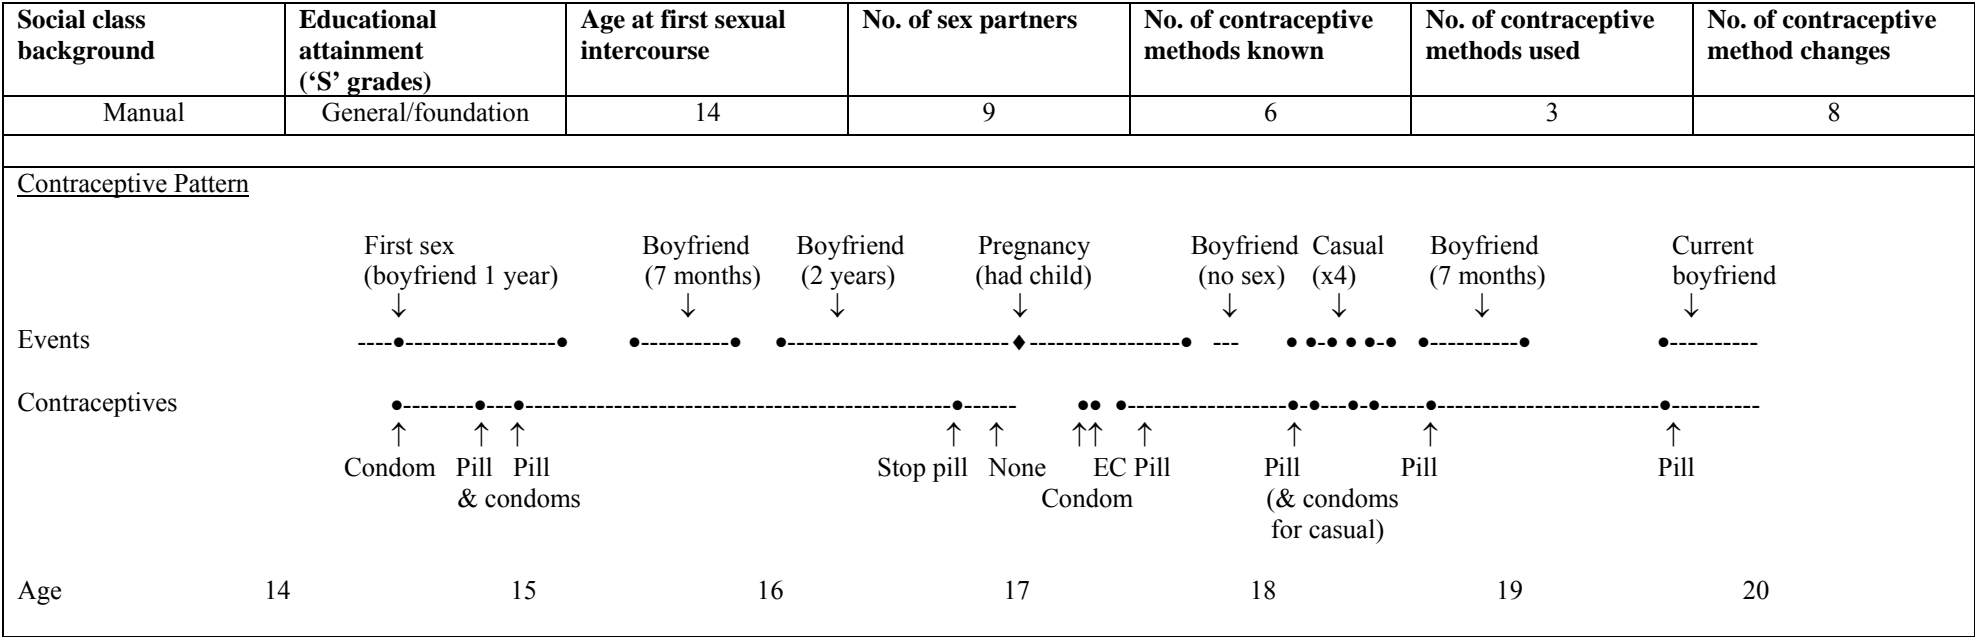 Social class background
Educational attainment ('S' grades)
Age at first sexual intercourse
No. of sex partners
No. of contraceptive methods known
No. of contraceptive methods used
No. of contraceptive method changes
Manual General/foundation 14 9 6 3 8
Contraceptive Pattern
First sex Boyfriend Boyfriend Pregnancy Boyfriend Casual Boyfriend Current
(boyfriend 1 year) (7 months) (2 years) (had child) (no sex) (x4) (7 months) boyfriend
Events
Contraceptives
Condom Pill Pill Stop pill None EC Pill Pill Pill Pill
& condoms Condom (& condoms
for casual)
Age 14 15 16 17 18 19 20